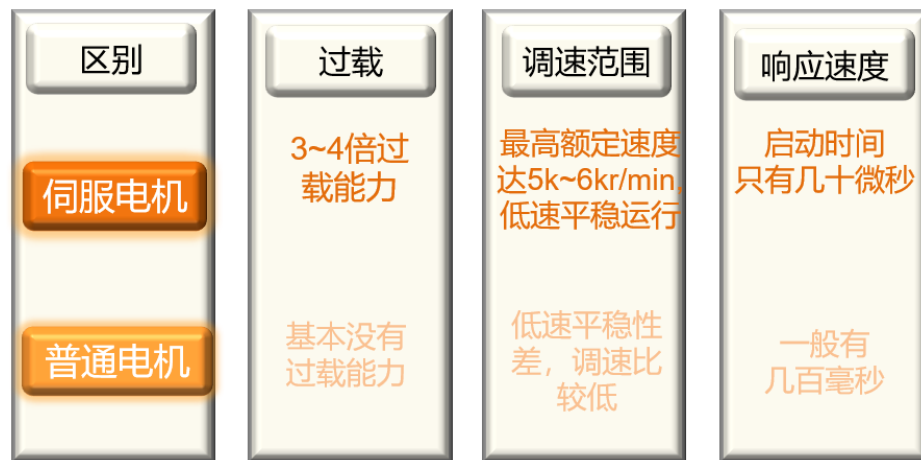 区别
过载
调速范围
响应速度
伺服电机
3~4倍过
载能力
最高额定速度
达5k~6kr/min,
低速平稳运行
启动时间
只有几十微秒
普通电机
基本没有
过载能力
低速平稳性
差，调速比
较低
一般有
几百毫秒